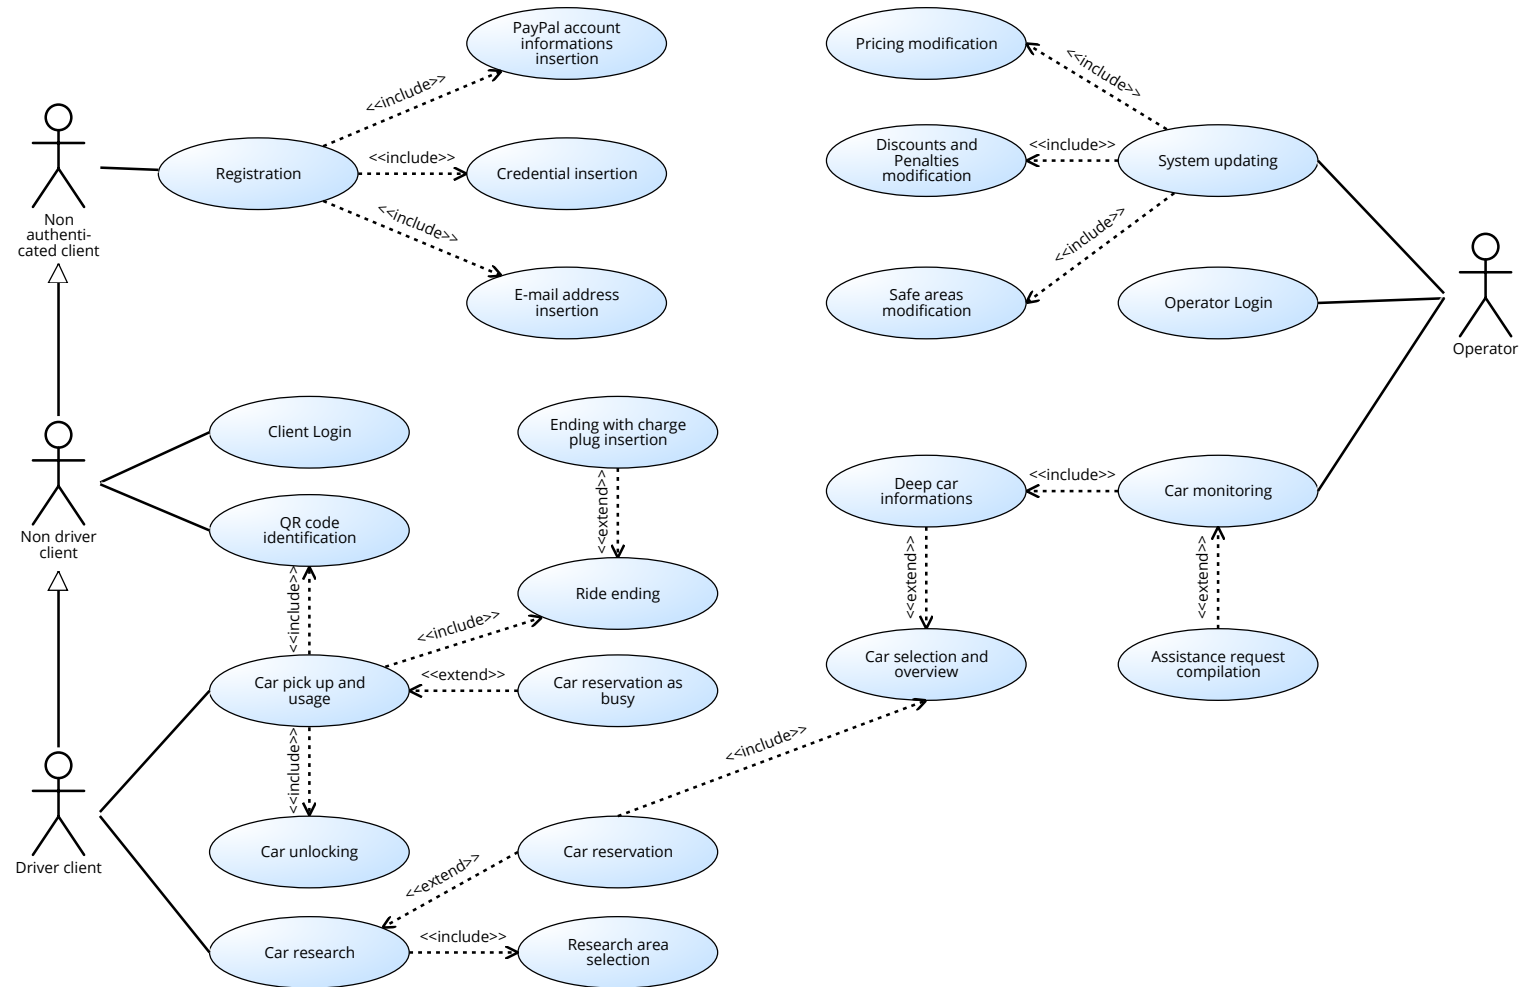 PayPal account
informations
insertion
Pricing modification
<<include>>
<<include>>
Registration
<<include>>
Credential insertion
Discounts and
Penalties
modification
<<include>>
System updating
Non
authenti-
cated client
<<include>>
<<include>>
E-mail address
insertion
Safe areas
modification
Operator Login
Operator
Client Login
Ending with charge
plug insertion
<<extend>>
Deep car
informations
<<include>>
Car monitoring
Non driver
client
QR code
identification
<<include>>
<<include>>
Ride ending
<<extend>>
<<extend>>
Car pick up and
usage
<<extend>>
Car reservation as
busy
Car selection and
overview
Assistance request
compilation
<<include>>
<<include>>
Driver client
Car unlocking
Car reservation
<<extend>>
Car research
<<include>>
Research area
selection